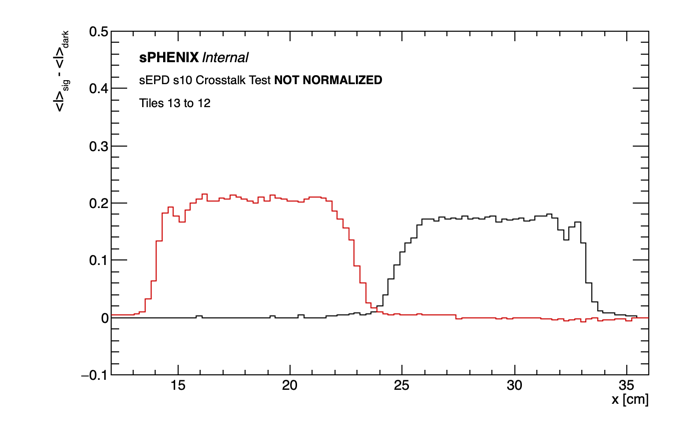 0.5
<I>sig - <I>dark
sPHENIX Internal
sEPD s10 Crosstalk Test NOT NORMALIZED
Tiles 13 to 12
0.4
0.3
0.2
0.1
0
−0.1
15 20 25 30 35
x [cm]